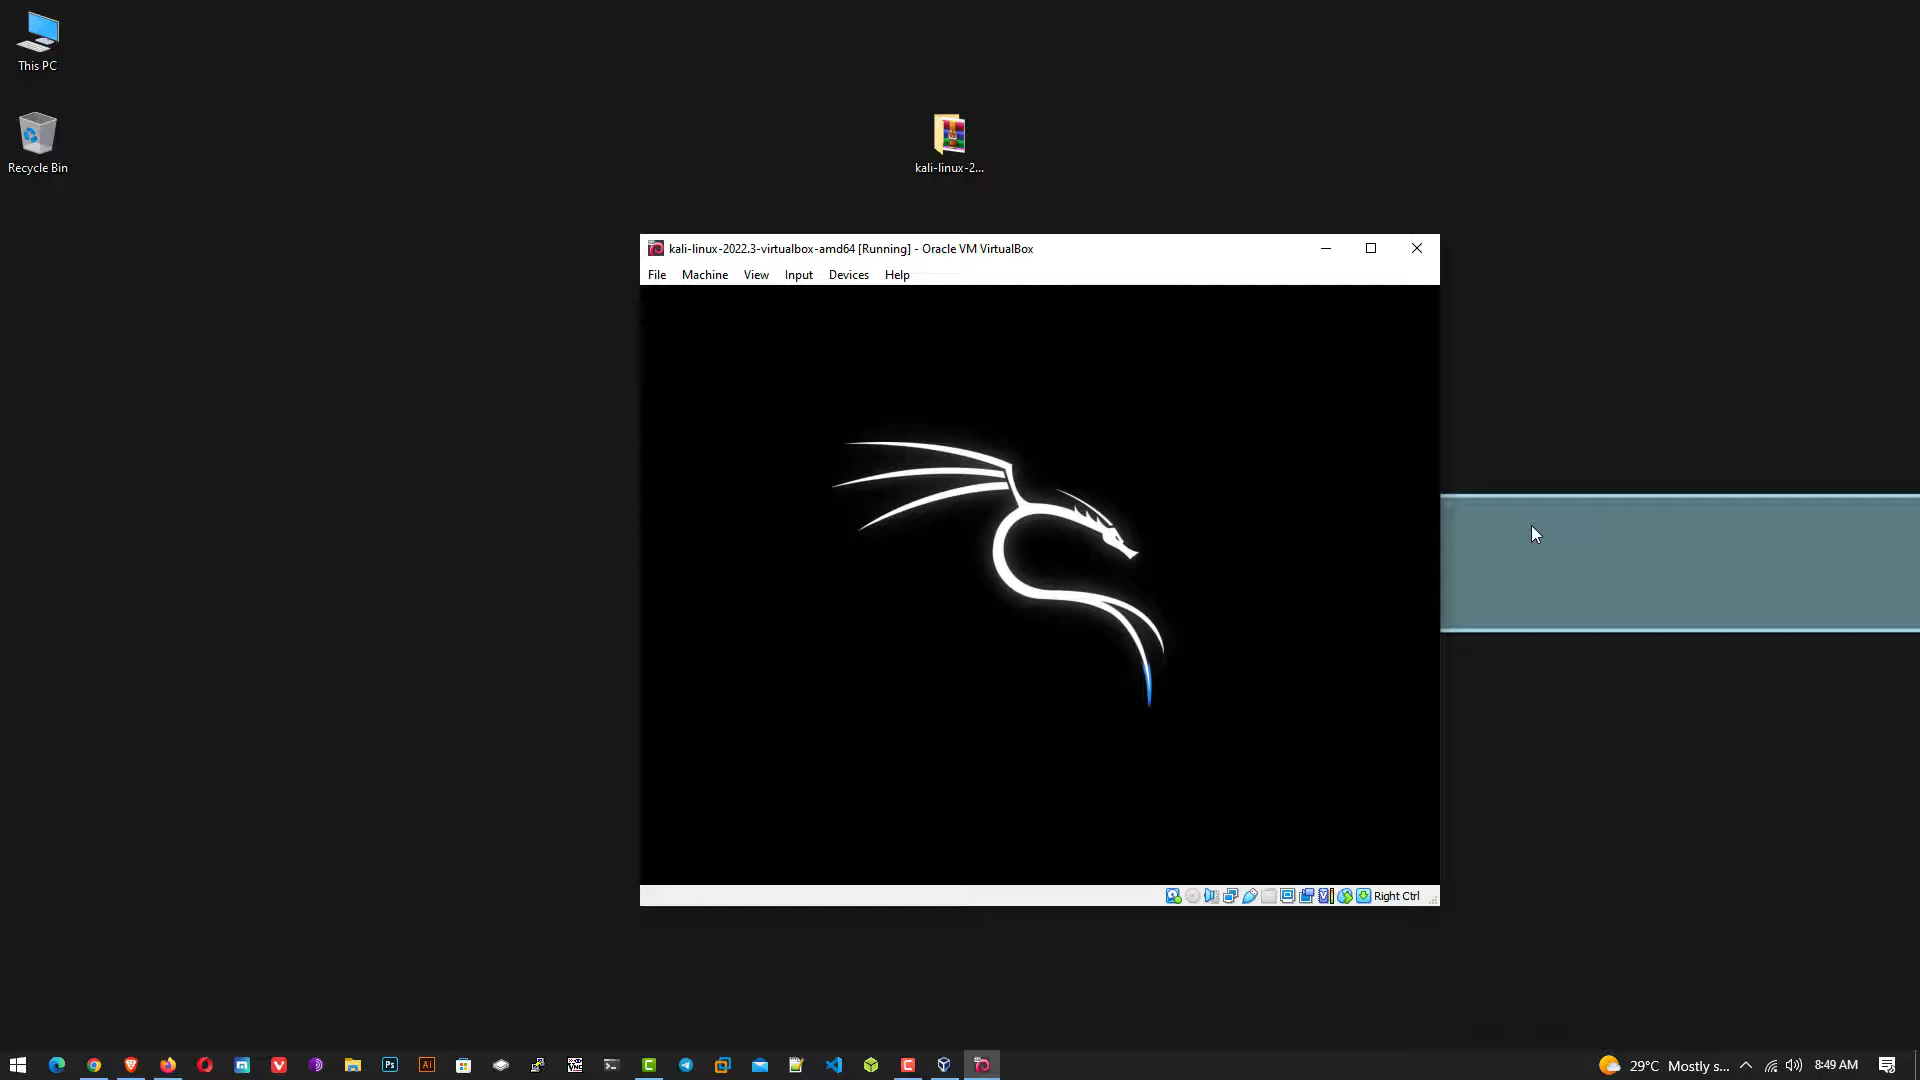 This PC
Recycle Bin
kali-linux-2...
kali-linux-2022.3-virtualbox-amd64 [Running] - Oracle VM VirtualBox
File Machine View Input Devices Help
Right Ctrl
29°C Mostly s... 8:49 AM